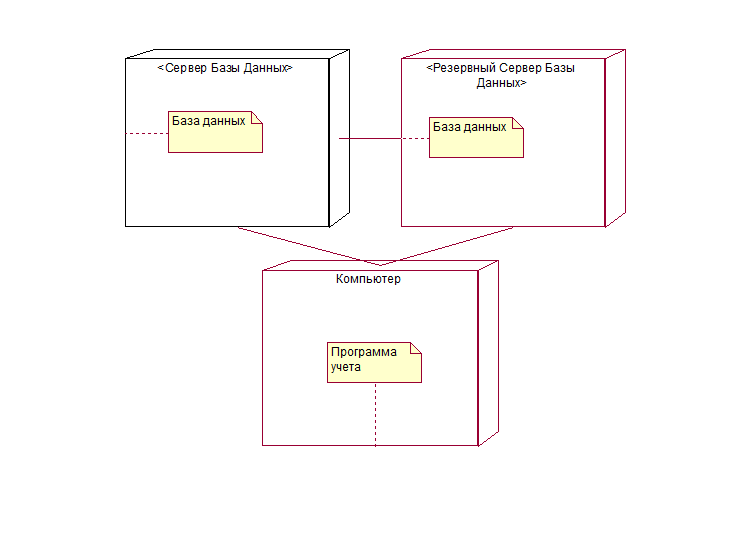 <Сервер Базы Данных>
<Резервный Сервер Базы
Данных>
База данных
База данных
Компьютер
Программа
учета